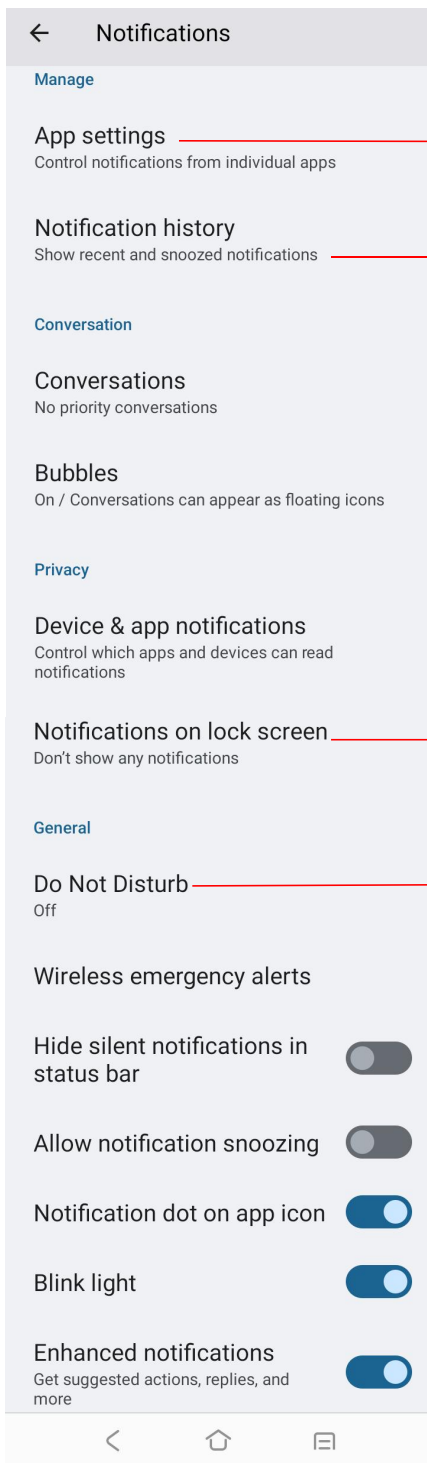 Notifications
Manage
App settings
Control notifications from individual apps
Notification history
Show recent and snoozed notifications
Conversation
Conversations
No priority conversations
Bubbles
On / Conversations can appear as floating icons
Privacy
Device & app notifications
Control which apps and devices can read
notifications
Notifications on lock screen
Don't show any notifications
General
Do Not Disturb
Off
Wireless emergency alerts
Hide silent notifications in
status bar
Allow notification snoozing
Notification dot on app icon
Blink light
Enhanced notifications
Get suggested actions, replies, and
more